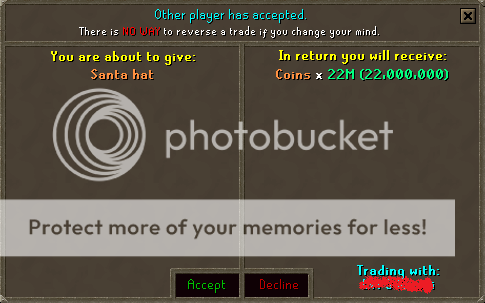 Other player has accepted.
There is NO WAY to reverse a trade if you change your mind.
You are about to give:
Santa hat
In return you will receive:
Coins x 22M (22,000,000)
photobucket
Protect more of your memories for less!
Accept
Decline
Trading with: